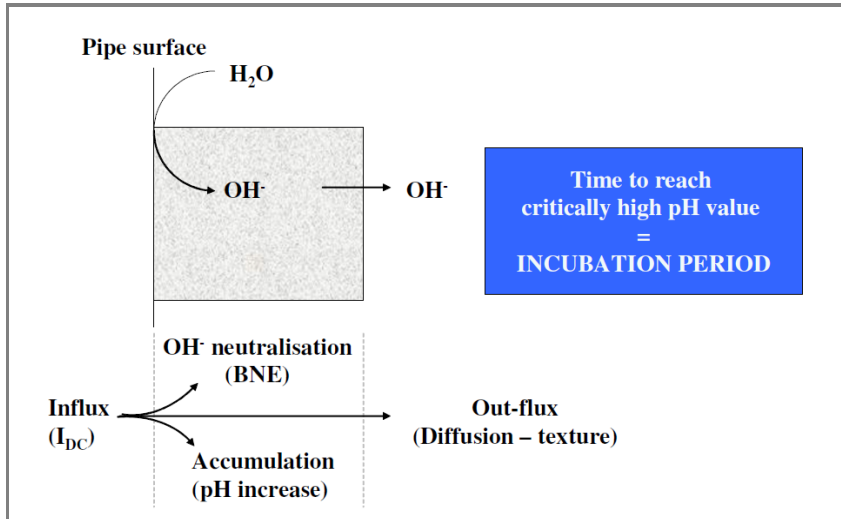 Pipe surface
H₂O
OH⁻
OH⁻
Time to reach
critically high pH value
=
INCUBATION PERIOD
OH⁻ neutralisation
(BNE)
Influx
(I_DC)
Out-flux
(Diffusion – texture)
Accumulation
(pH increase)